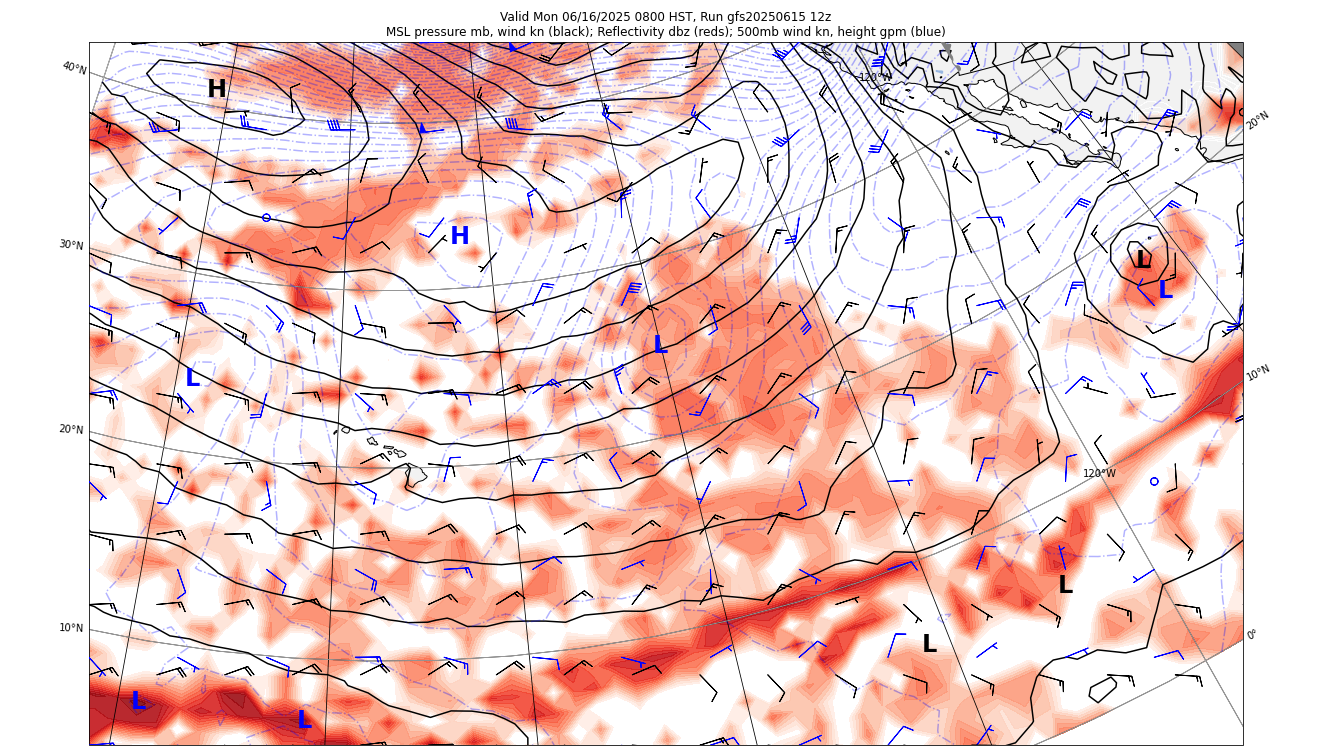 Valid Mon 06/16/2025 0800 HST, Run gfs20250615 12z
MSL pressure mb, wind kn (black); Reflectivity dbz (reds); 500mb wind kn, height gpm (blue)
40°N
120°W
H
20°N
30°N
H
L
L
L
L
10°N
20°N
120°W
L
10°N
0°
L
L
L